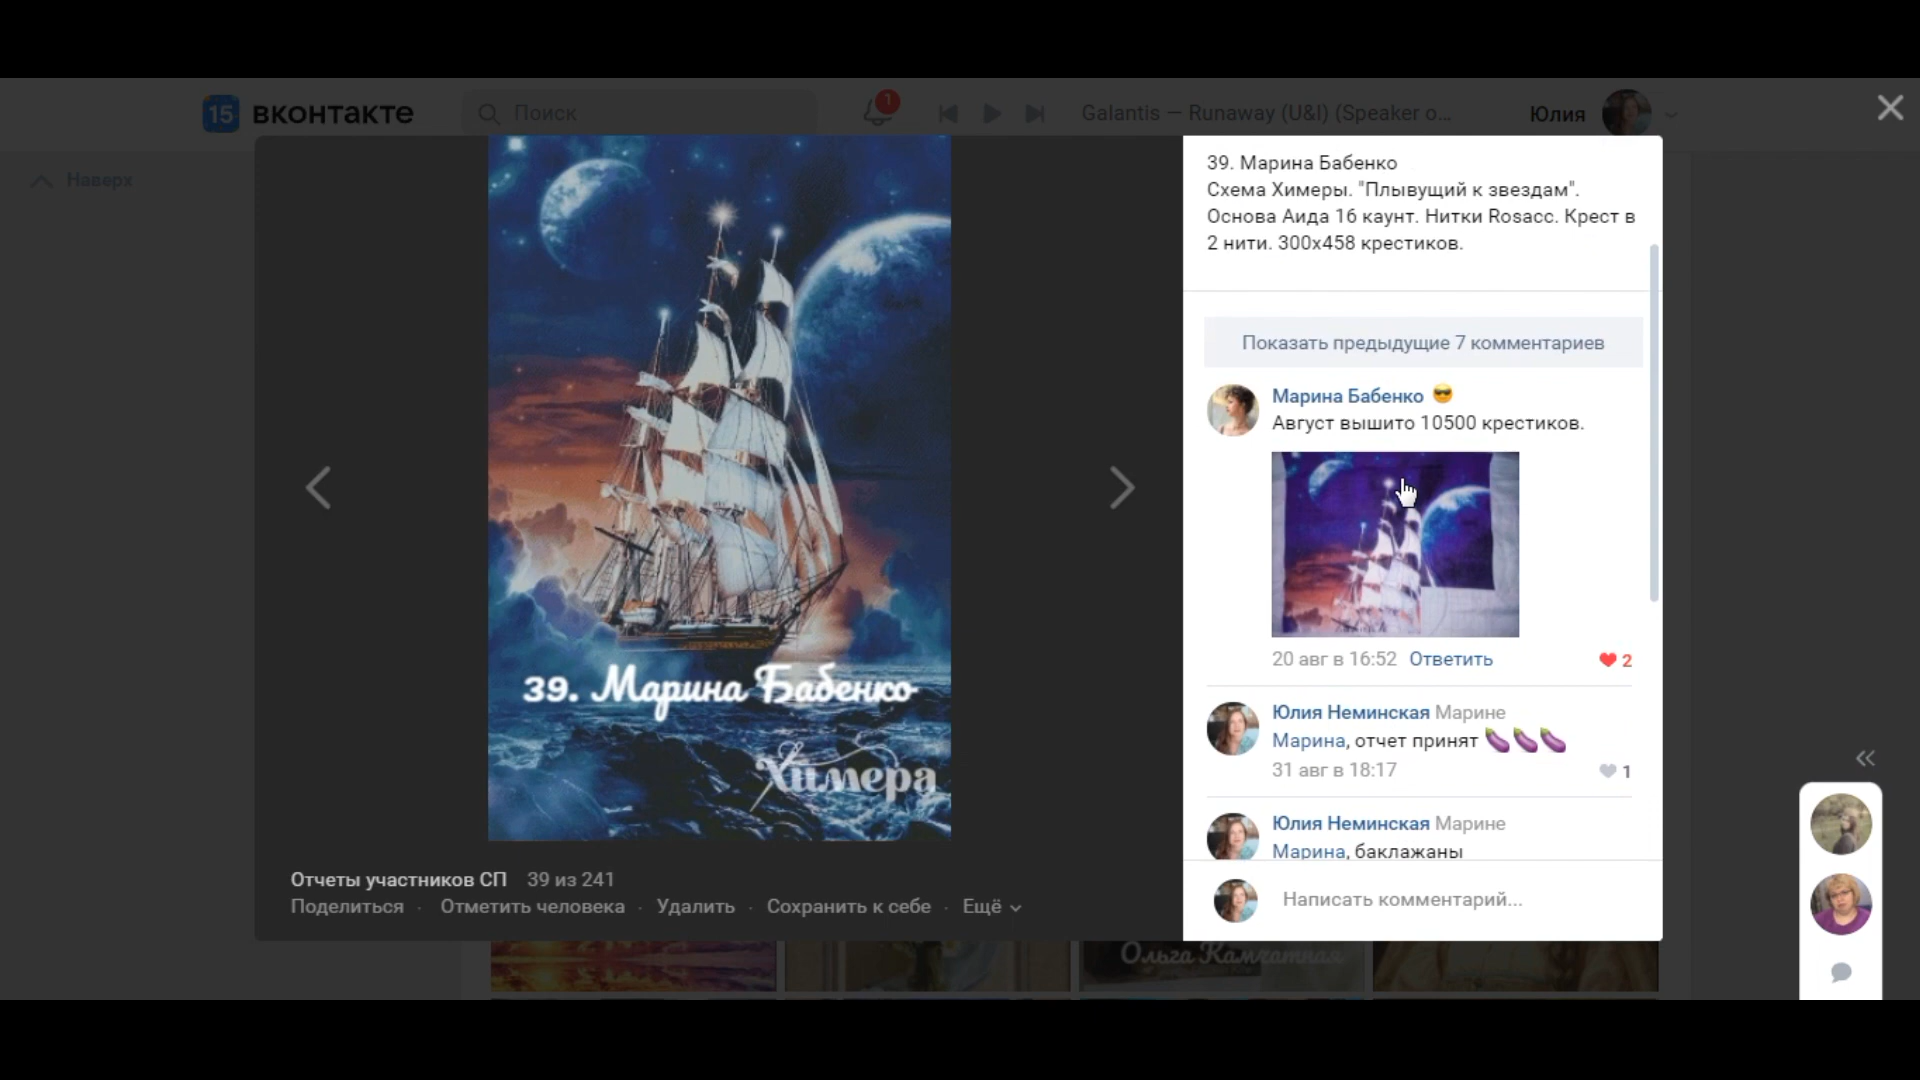 15 ВКОНТАКТЕ
Поиск
1
Galantis — Runaway (U&I) (Speaker o...
Юлия
Наверх
39. Марина Бабенко
Химера
39. Марина Бабенко
Схема Химеры. "Плывущий к звездам".
Основа Аида 16 каунт. Нитки Rosace. Крест в
2 нити. 300х458 крестиков.
Показать предыдущие 7 комментариев
Марина Бабенко
Август вышито 10500 крестиков.
20 авг в 16:52 Ответить
2
Юлия Неминская Марине
Марина, отчет принят
31 авг в 18:17
1
Юлия Неминская Марине
Марина, баклажаны
Написать комментарий...
Отчеты участников СП 39 из 241
Поделиться · Отметить человека · Удалить · Сохранить к себе · Ещё
Ольга Камчатная